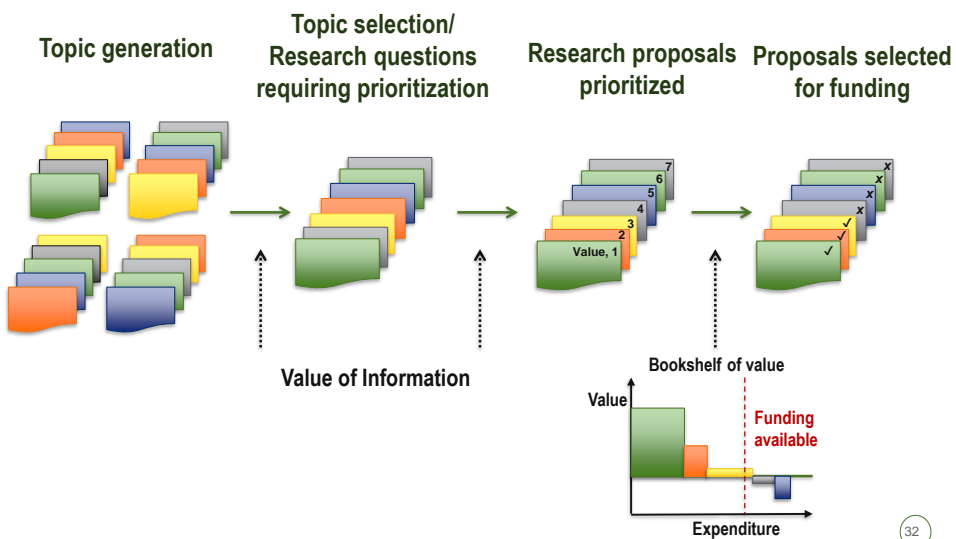 Topic generation
Topic selection/
Research questions
requiring prioritization
Research proposals
prioritized
Proposals selected
for funding
7
6
5
4
3
2
Value, 1
x
x
x
x
✓
✓
✓
Value of Information
Bookshelf of value
Value
Funding
available
Expenditure
32